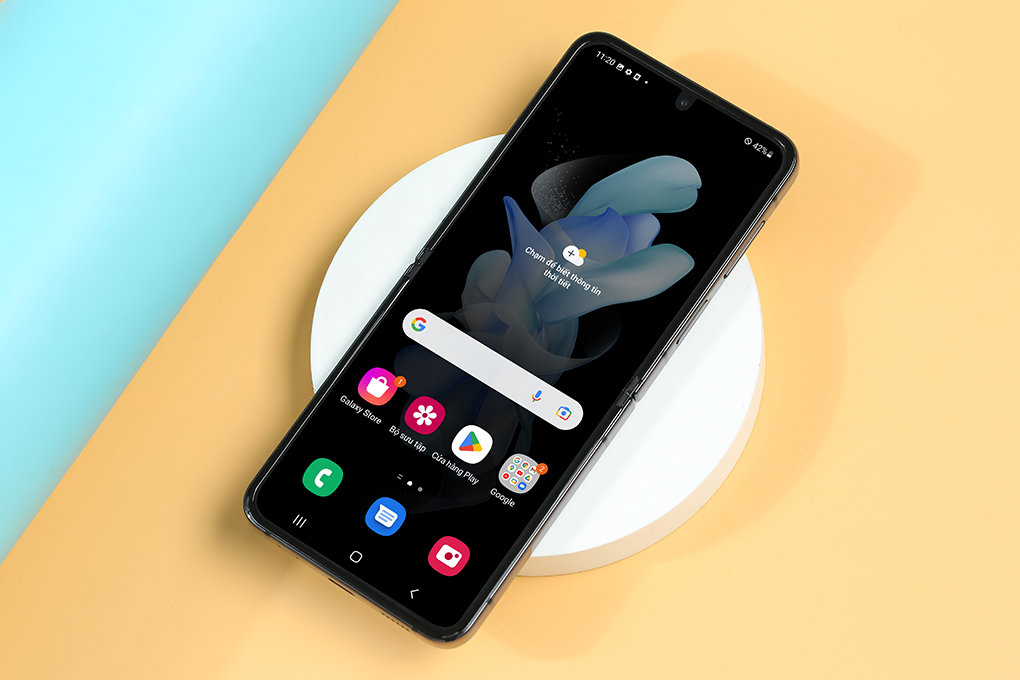 11:20
42%
Chạm để biết thông tin
thời tiết
G
1
Galaxy Store
Bộ sưu tập
Cửa hàng Play
2
Google